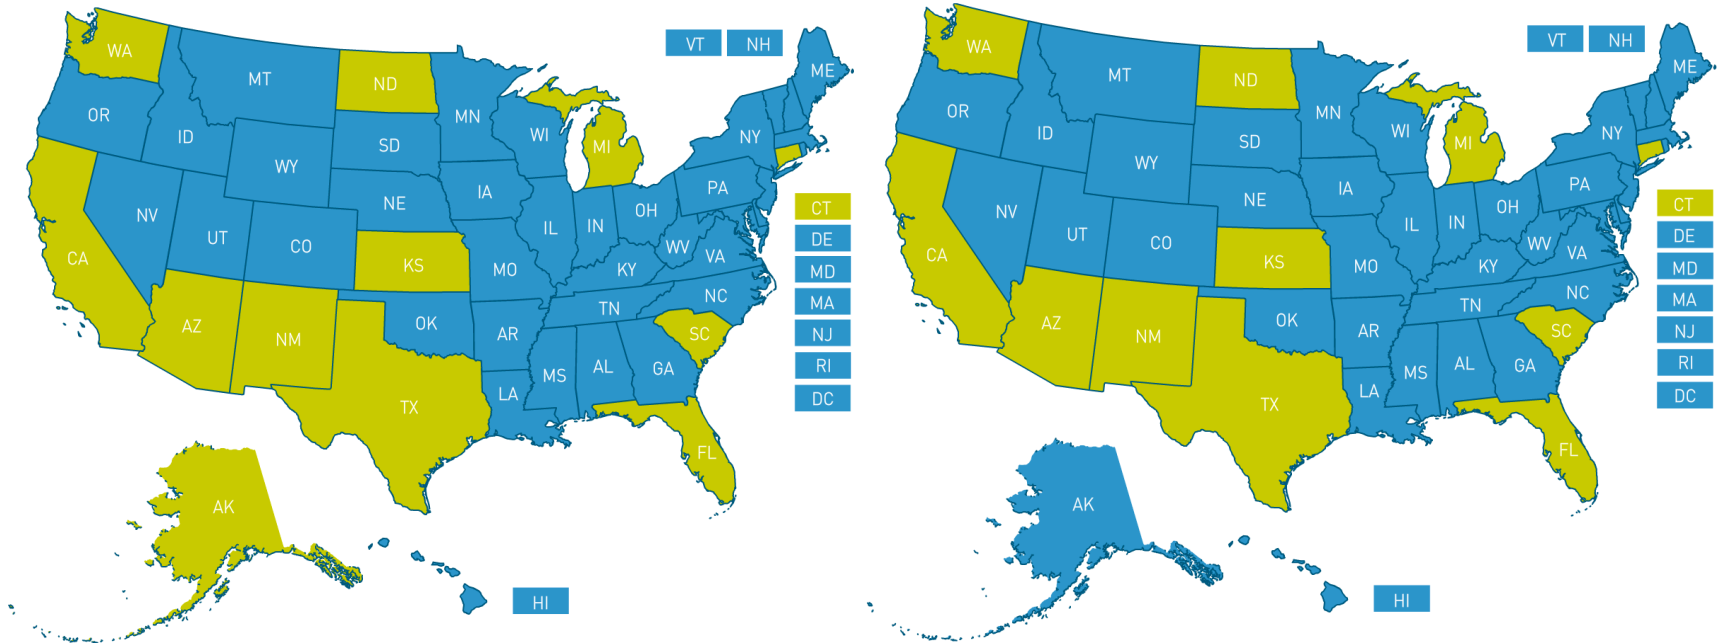 WA
MT
ND
MN
OR
ID
WY
SD
WI
MI
NY
ME
VT
NH
NV
UT
CO
NE
IA
IL
IN
OH
PA
CA
KS
MO
KY
WV
VA
AZ
NM
OK
AR
TN
NC
SC
TX
LA
MS
AL
GA
FL
AK
HI
CT
DE
MD
MA
NJ
RI
DC
WA
MT
ND
MN
OR
ID
WY
SD
WI
MI
NY
ME
VT
NH
NV
UT
CO
NE
IA
IL
IN
OH
PA
CA
KS
MO
KY
WV
VA
AZ
NM
OK
AR
TN
NC
SC
TX
LA
MS
AL
GA
FL
AK
HI
CT
DE
MD
MA
NJ
RI
DC